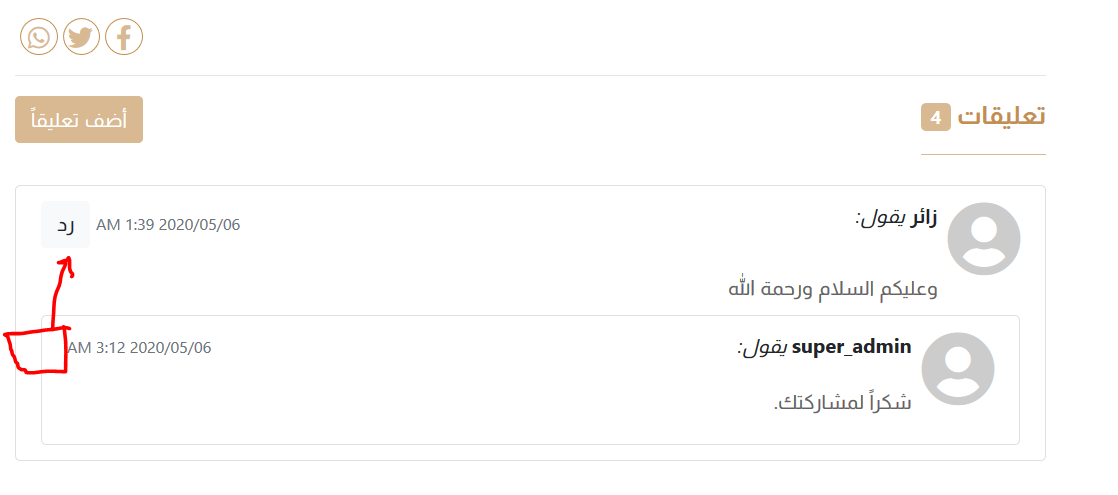 تعليقات 4
أضف تعليقاً
زائر يقول:
2020/05/06 1:39 AM
رد
وعليكم السلام ورحمة الله
super_admin يقول:
2020/05/06 3:12 AM
شكراً لمشاركتك.